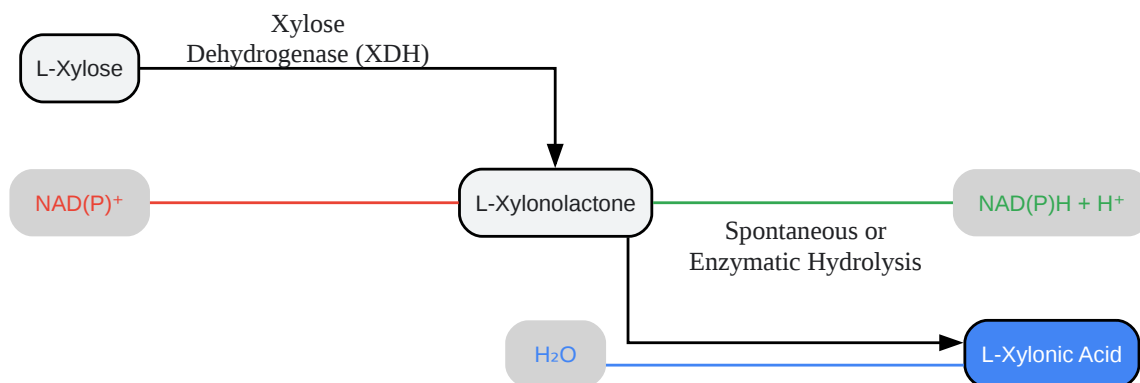 Xylose
Dehydrogenase (XDH)
L-Xylose
NAD(P)⁺
L-Xylonolactone
NAD(P)H + H⁺
Spontaneous or
Enzymatic Hydrolysis
H₂O
L-Xylonic Acid